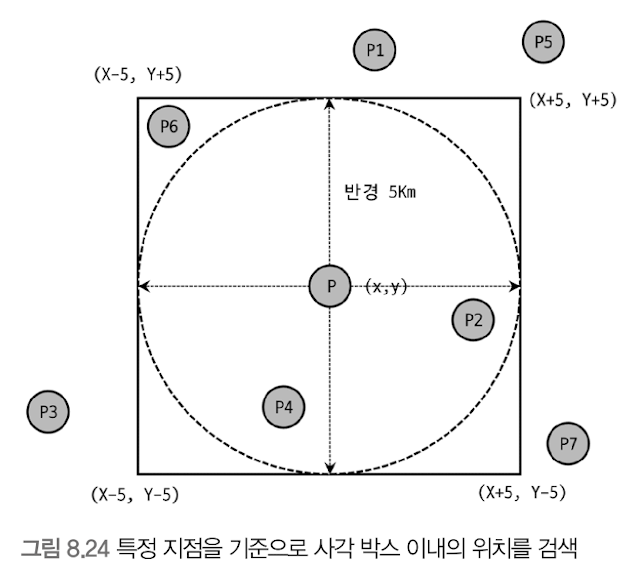 P1
P5
(X-5, Y+5)
(X+5, Y+5)
P6
반경 5Km
P
(x,y)
P2
P4
P3
P7
(X-5, Y-5)
(X+5, Y-5)
그림 8.24 특정 지점을 기준으로 사각 박스 이내의 위치를 검색